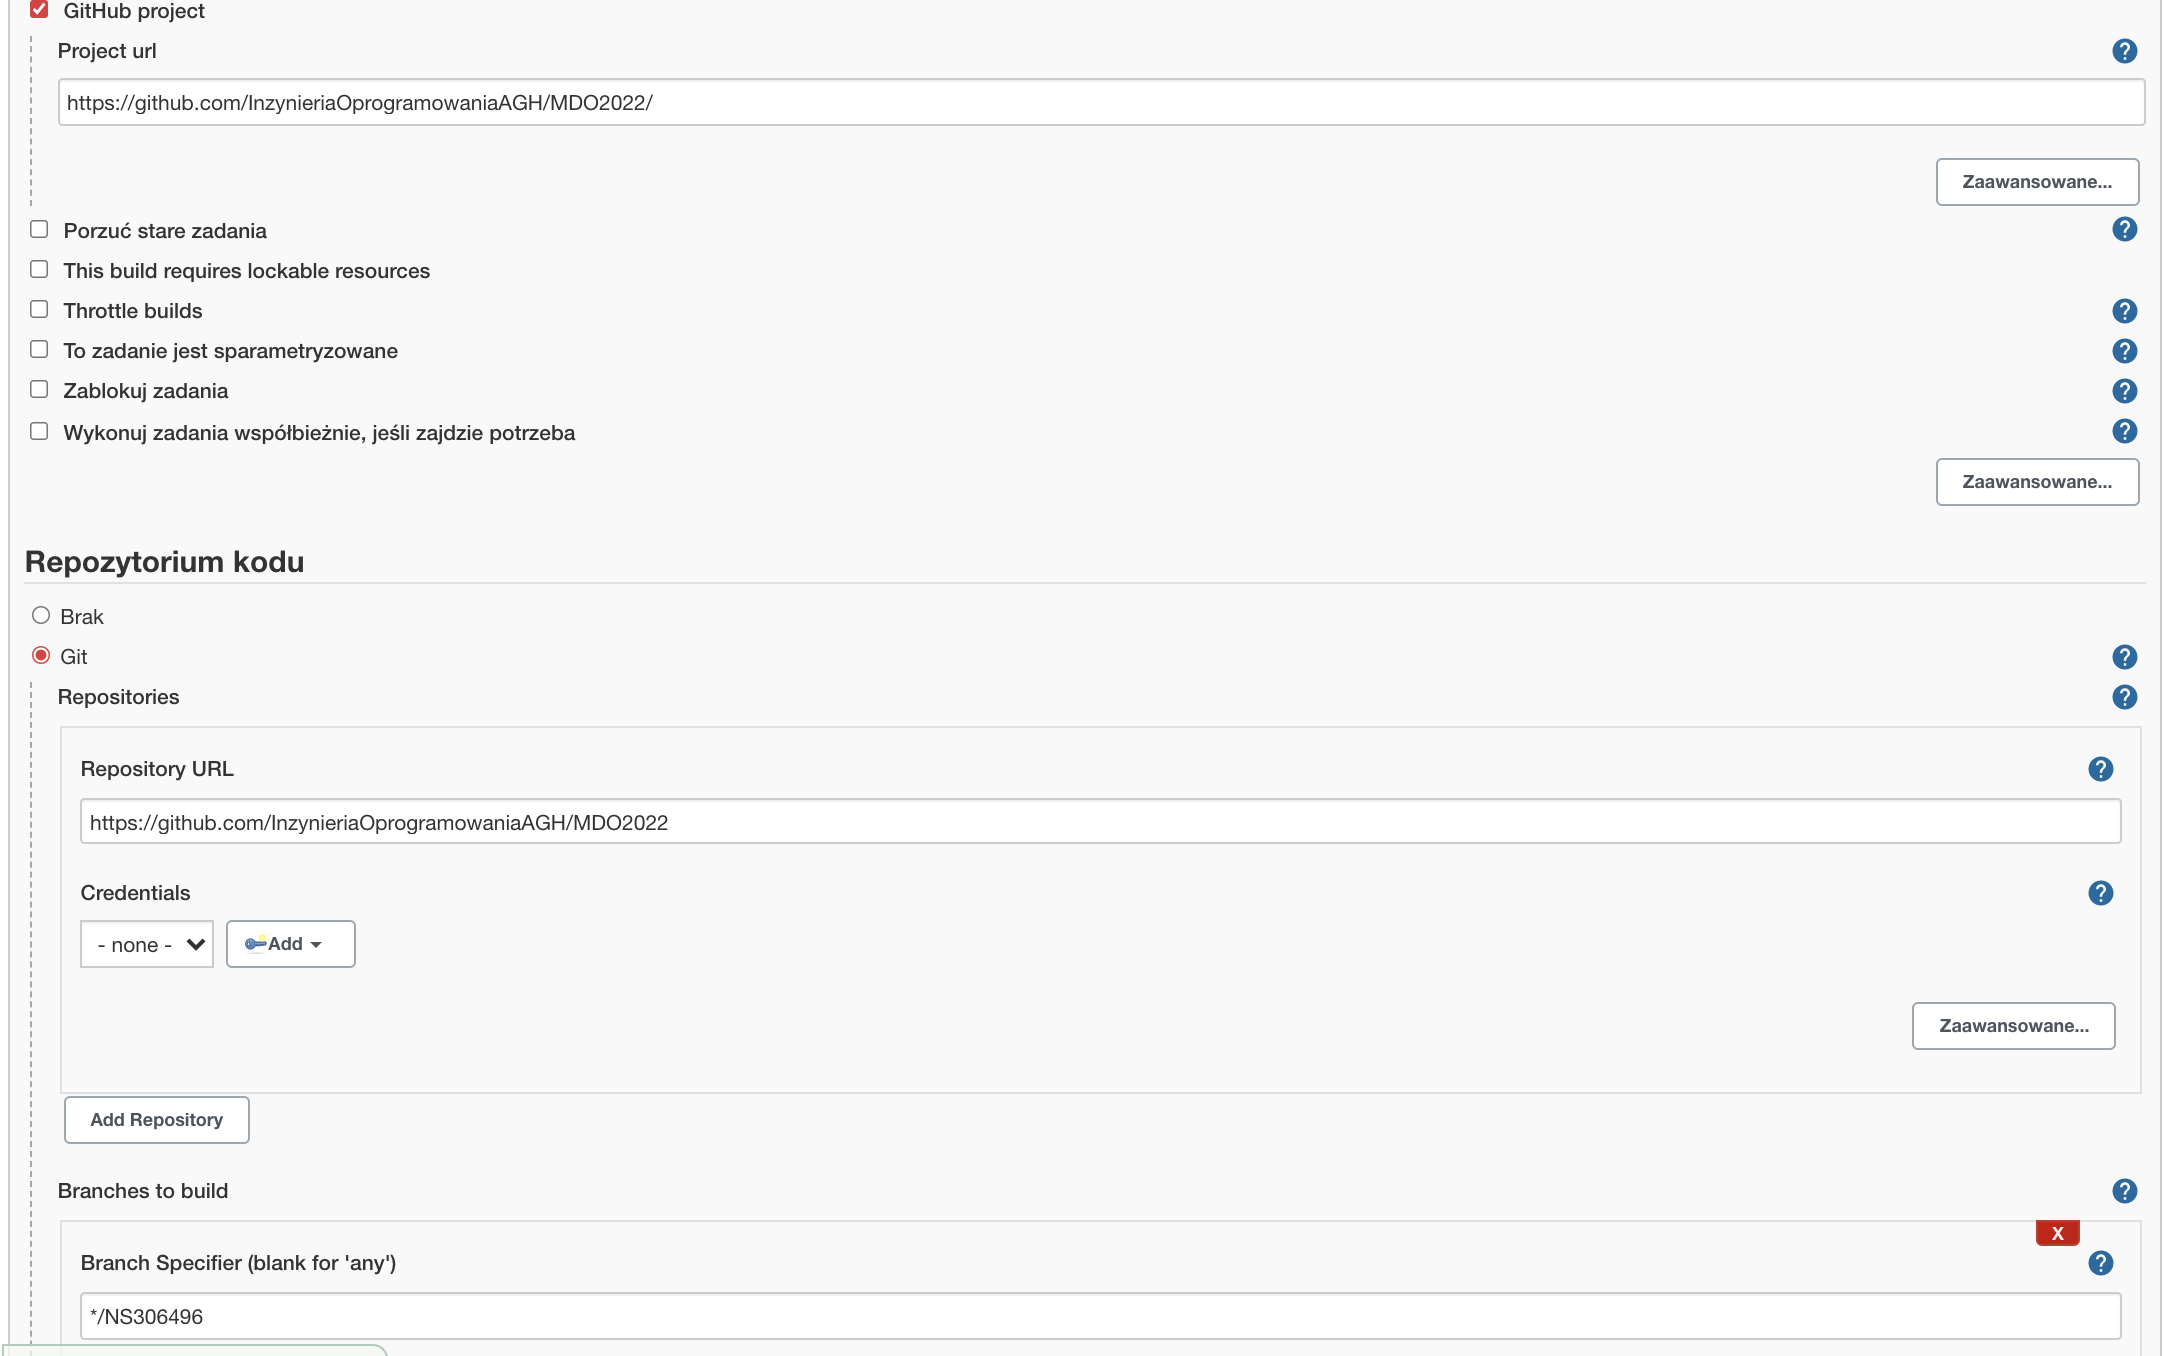 GitHub project
Project url
?
https://github.com/InzynieriaOprogramowaniaAGH/MDO2022/
Zaawansowane...
Porzuć stare zadania
?
This build requires lockable resources
Throttle builds
?
To zadanie jest sparametryzowane
?
Zablokuj zadania
?
Wykonuj zadania współbieżnie, jeśli zajdzie potrzeba
?
Zaawansowane...
Repozytorium kodu
Brak
Git
?
Repositories
?
Repository URL
?
https://github.com/InzynieriaOprogramowaniaAGH/MDO2022
Credentials
?
- none -
Add
Zaawansowane...
Add Repository
Branches to build
?
X
Branch Specifier (blank for 'any')
?
*/NS306496